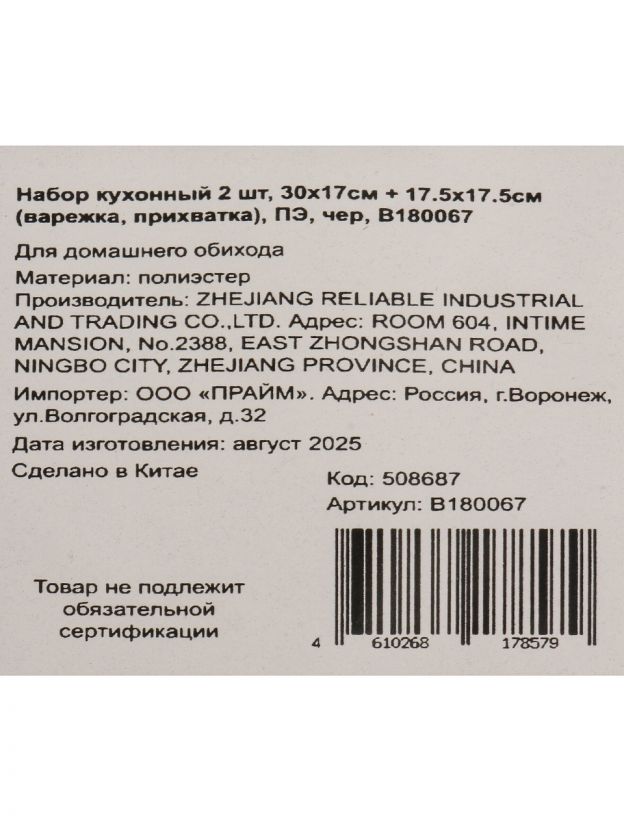 Набор кухонный 2 шт, 30х17см + 17.5х17.5см
(варежка, прихватка), ПЭ, чер, В180067
Для домашнего обихода
Материал: полиэстер
Производитель: ZHEJIANG RELIABLE INDUSTRIAL
AND TRADING CO.,LTD. Адрес: ROOM 604, INTIME
MANSION, No.2388, EAST ZHONGSHAN ROAD,
NINGBO CITY, ZHEJIANG PROVINCE, CHINA
Импортер: ООО «ПРАЙМ». Адрес: Россия, г.Воронеж,
ул.Волгоградская, д.32
Дата изготовления: август 2025
Сделано в Китае
Код: 508687
Артикул: В180067
Товар не подлежит
обязательной
сертификации
4 610268 178579